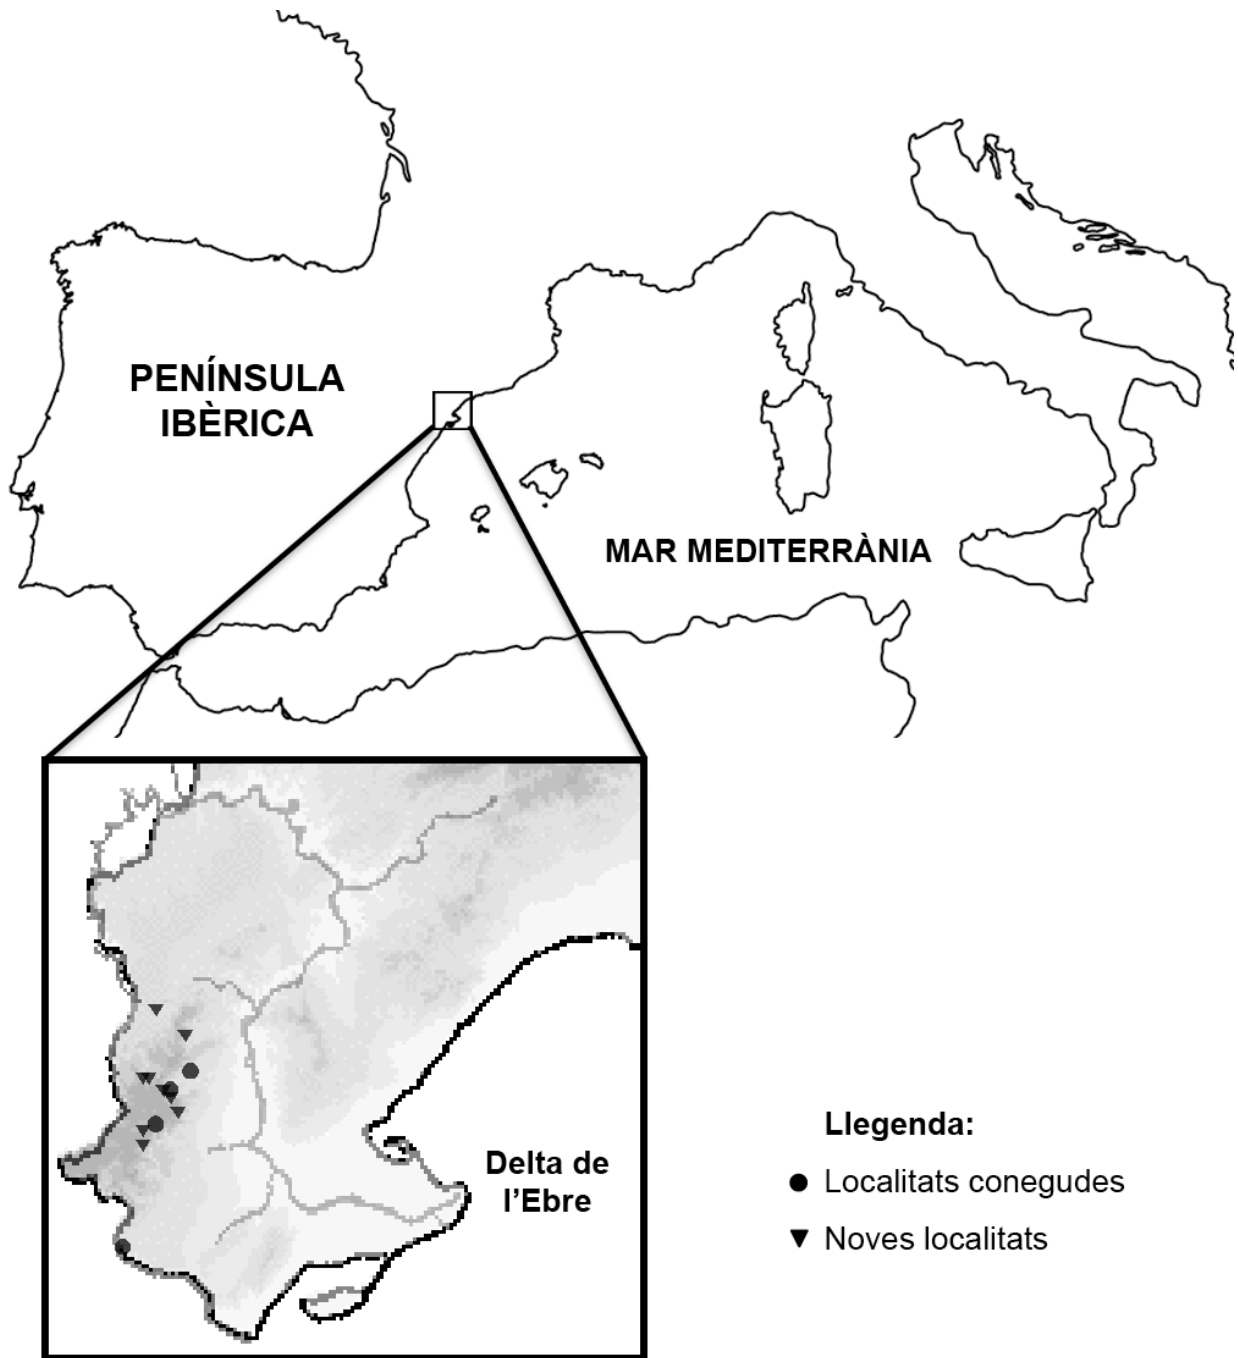 PENÍNSULA
IBÈRICA
MAR MEDITERRÀNIA
Delta de
l’Ebre
Llegenda:
Localitats conegudes
Noves localitats